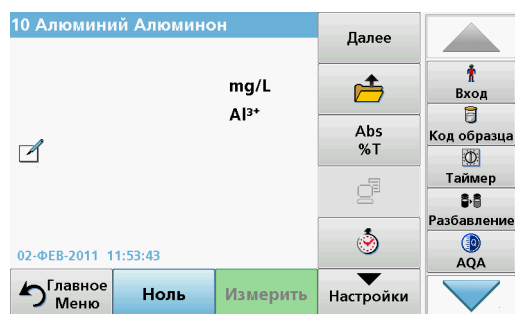 10 Алюминий Алюминон
mg/L
Al³⁺
02-ФЕВ-2011 11:53:43
Далее
Abs
%T
Главное
Меню
Ноль
Измерить
Настройки
Вход
Код образца
Таймер
Разбавление
AQA